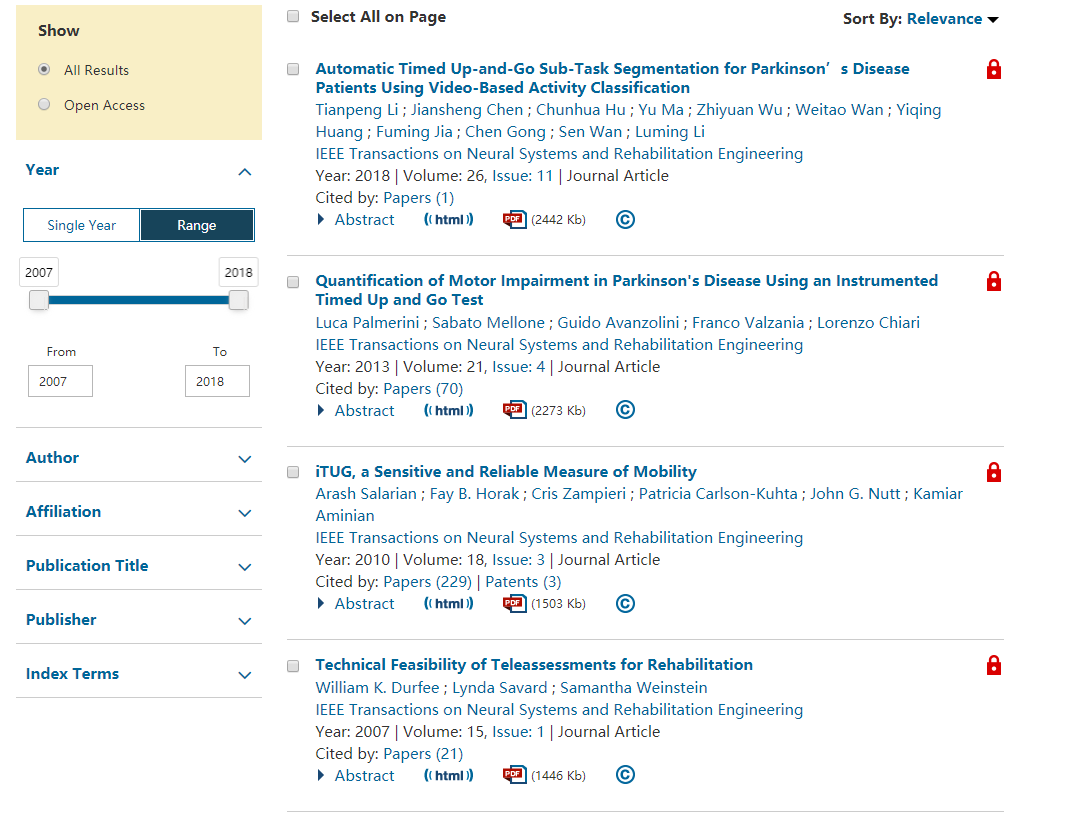 Show
All Results
Open Access
Year
Single Year
Range
2007
2018
From
To
2007
2018
Author
Affiliation
Publication Title
Publisher
Index Terms
Select All on Page
Sort By: Relevance
Automatic Timed Up-and-Go Sub-Task Segmentation for Parkinson’s Disease
Patients Using Video-Based Activity Classification
Tianpeng Li ; Jiansheng Chen ; Chunhua Hu ; Yu Ma ; Zhiyuan Wu ; Weitao Wan ; Yiqing
Huang ; Fuming Jia ; Chen Gong ; Sen Wan ; Luming Li
IEEE Transactions on Neural Systems and Rehabilitation Engineering
Year: 2018 | Volume: 26, Issue: 11 | Journal Article
Cited by: Papers (1)
Abstract ((html)) PDF (2442 Kb) ©
Quantification of Motor Impairment in Parkinson's Disease Using an Instrumented
Timed Up and Go Test
Luca Palmerini ; Sabato Mellone ; Guido Avanzolini ; Franco Valzania ; Lorenzo Chiari
IEEE Transactions on Neural Systems and Rehabilitation Engineering
Year: 2013 | Volume: 21, Issue: 4 | Journal Article
Cited by: Papers (70)
Abstract ((html)) PDF (2273 Kb) ©
iTUG, a Sensitive and Reliable Measure of Mobility
Arash Salarian ; Fay B. Horak ; Cris Zampieri ; Patricia Carlson-Kuhta ; John G. Nutt ; Kamiar
Aminian
IEEE Transactions on Neural Systems and Rehabilitation Engineering
Year: 2010 | Volume: 18, Issue: 3 | Journal Article
Cited by: Papers (229) | Patents (3)
Abstract ((html)) PDF (1503 Kb) ©
Technical Feasibility of Teleassessments for Rehabilitation
William K. Durfee ; Lynda Savard ; Samantha Weinstein
IEEE Transactions on Neural Systems and Rehabilitation Engineering
Year: 2007 | Volume: 15, Issue: 1 | Journal Article
Cited by: Papers (21)
Abstract ((html)) PDF (1446 Kb) ©